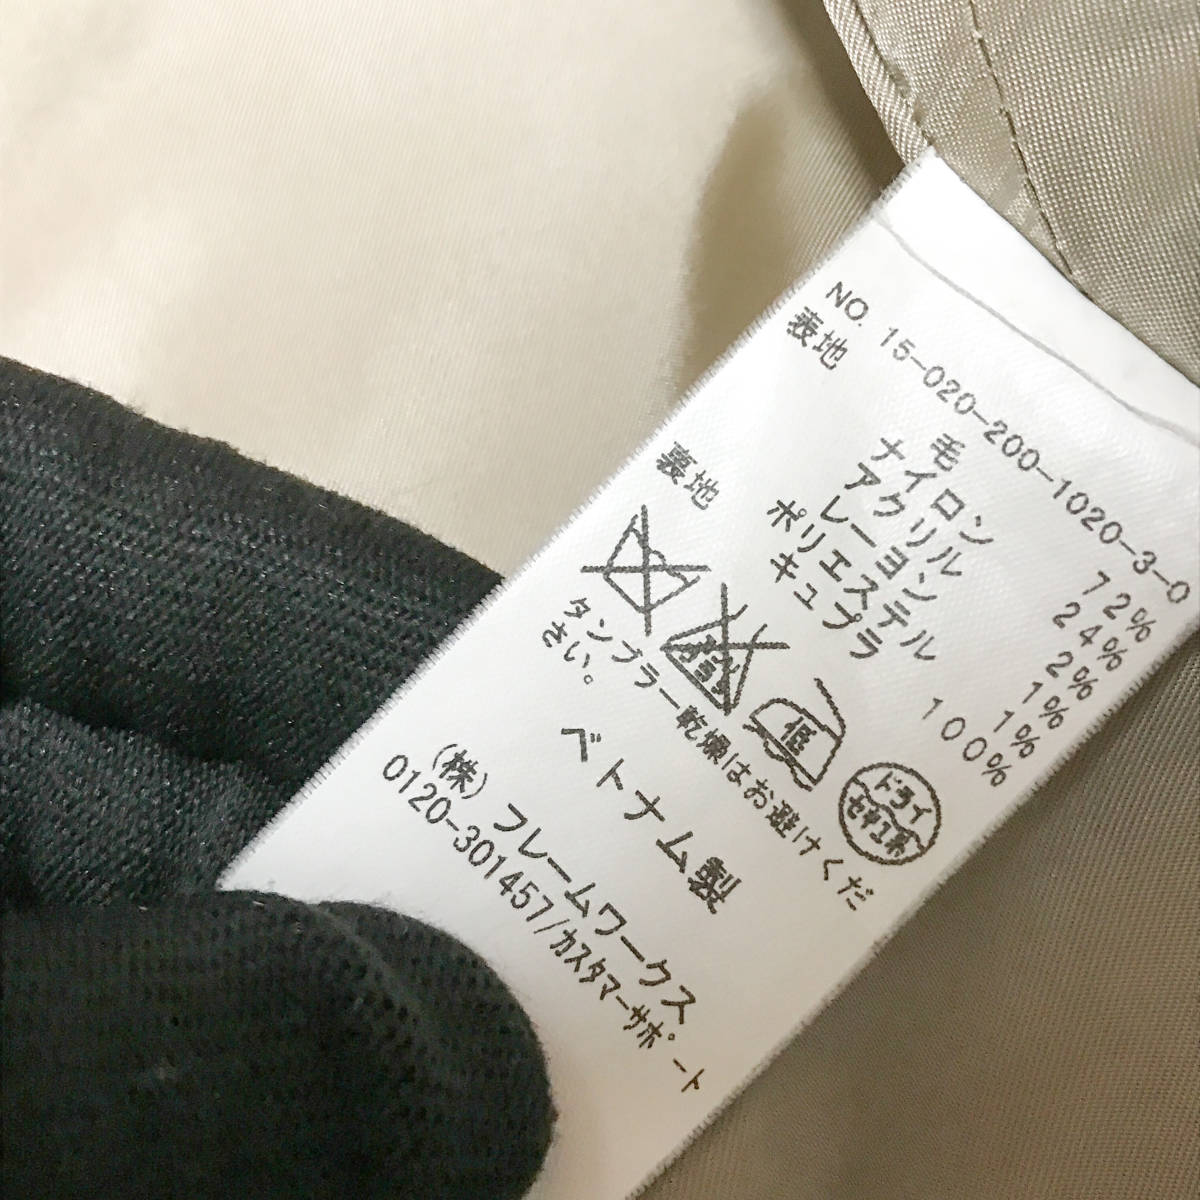 NO. 15-020-200-1020-3-0
表地
毛 72%
ナイロン 24%
アクリル 2%
レーヨン 1%
ポリエステル 1%
裏地 キュプラ 100%
低
ドライ
セキユ系
タンブラー乾燥はお避けくだ
さい。
ベトナム製
(株)フレームワークス
0120-301457/カスタマーサポート